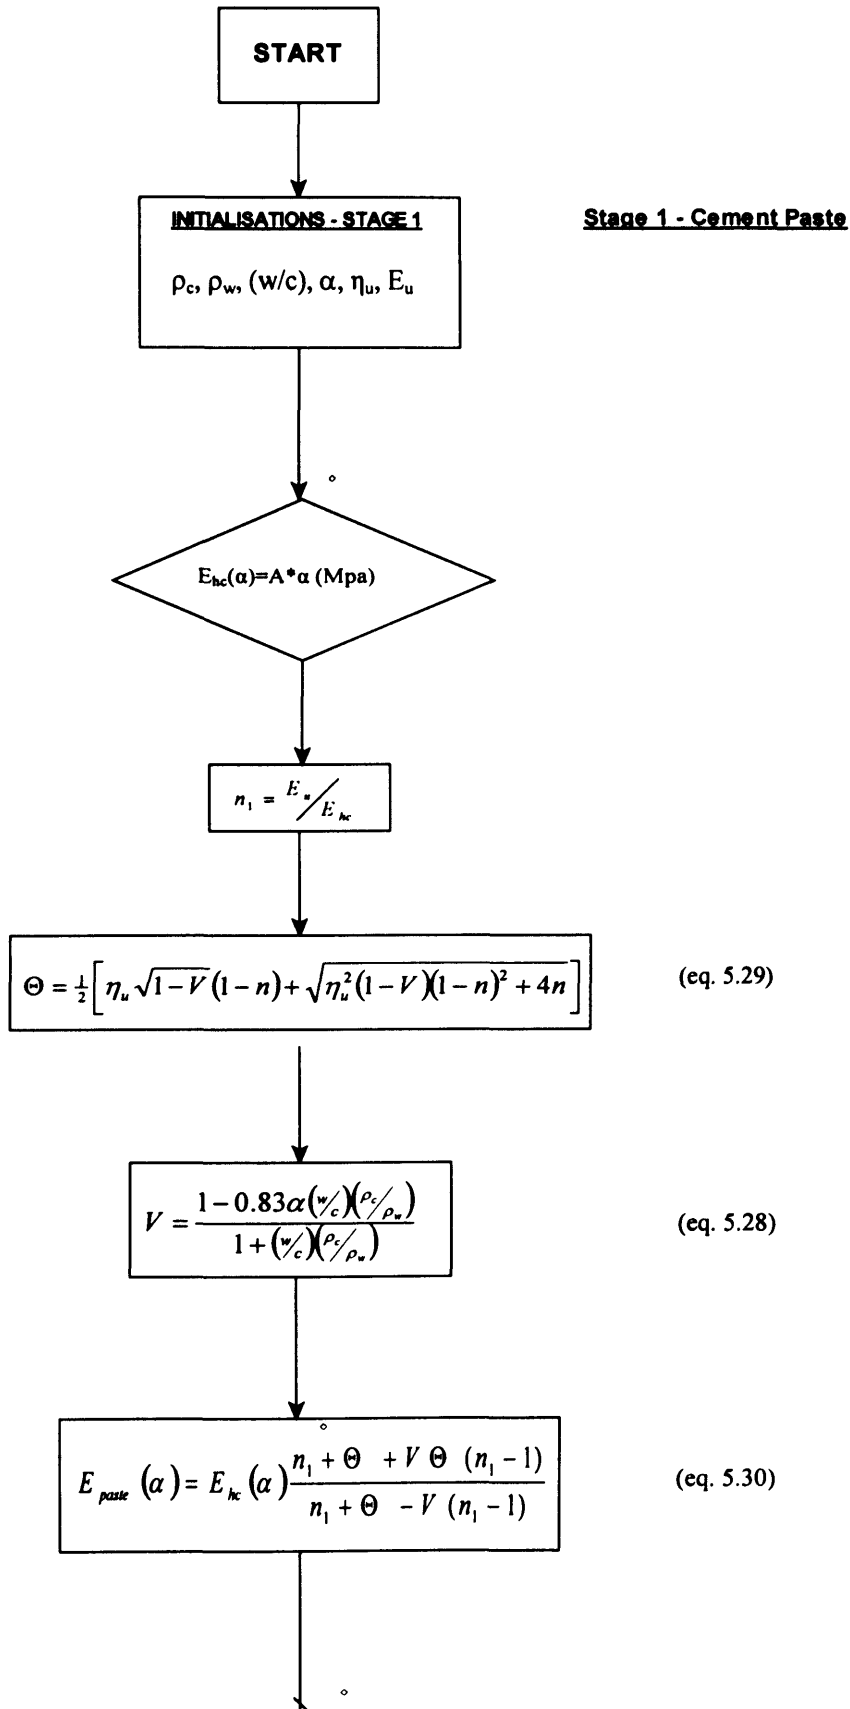 START
INITIALISATIONS - STAGE 1
Stage 1 - Cement Paste
ρc, ρw, (w/c), α, ηu, Eu
Ehc(α)=A*α (Mpa)
n1 = Eu/Ehc
Θ = ½[ηu √(1−V)(1−n) + √(ηu²(1−V)(1−n)² + 4n)]
(eq. 5.29)
V = (1−0.83α(w/c)(ρc/ρw)) / (1+(w/c)(ρc/ρw))
(eq. 5.28)
Epaste (α) = Ehc (α) (n1 + Θ + V Θ (n1 − 1)) / (n1 + Θ − V (n1 − 1))
(eq. 5.30)